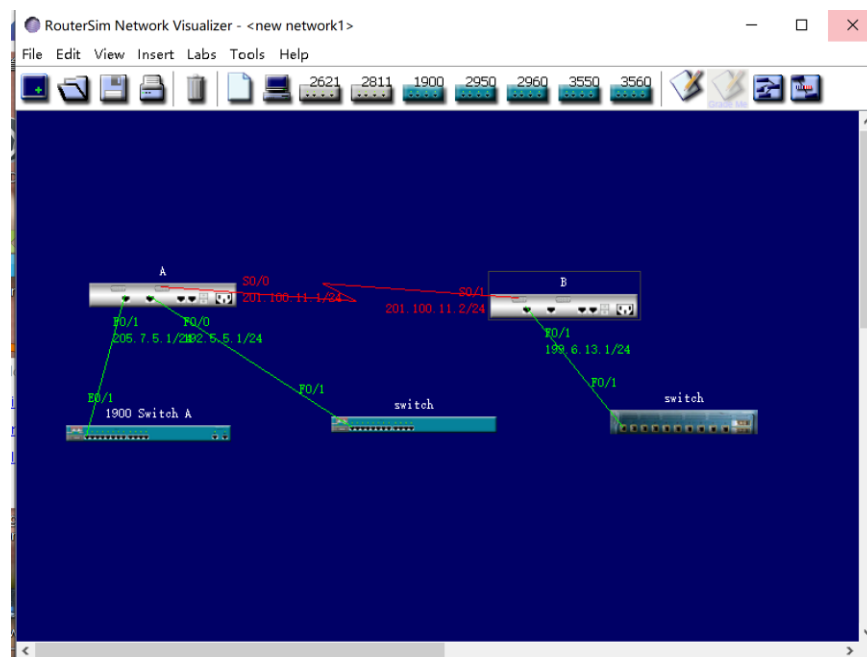 RouterSim Network Visualizer - <new network1>
File Edit View Insert Labs Tools Help
2621 2811 1900 2950 2960 3550 3560
Grade Me
A
S0/0
201.100.11.1/24
B
S0/1
201.100.11.2/24
F0/1
205.7.5.1/24
F0/0
192.5.5.1/24
F0/1
199.6.13.1/24
E0/1
1900 Switch A
F0/1
switch
F0/1
switch